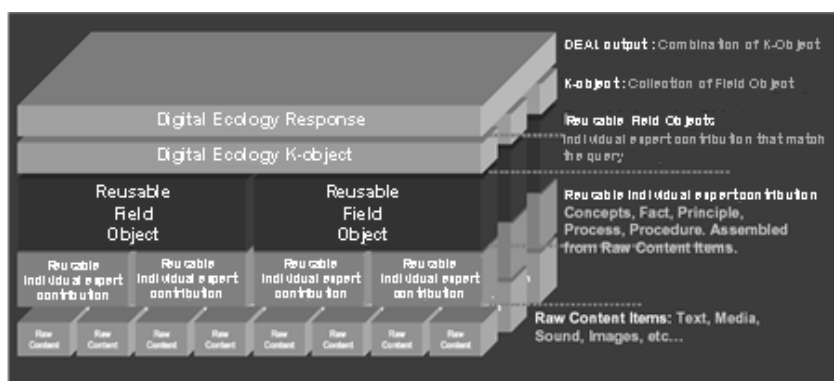 Digital Ecology Response
Digital Ecology K-object
Reusable
Field
Object
Reusable
Field
Object
Reusable
Individual expert
contribution
Reusable
Individual expert
contribution
Reusable
Individual expert
contribution
Reusable
Individual expert
contribution
Raw
Content
Raw
Content
Raw
Content
Raw
Content
Raw
Content
Raw
Content
Raw
Content
Raw
Content
DEAL output : Combination of K-Object
K-object : Collection of Field Object
Reusable Field Objects
Individual expert contribution that match
the query
Reusable Individual expert contribution
Concepts, Fact, Principle,
Process, Procedure. Assembled
from Raw Content Items.
Raw Content Items: Text, Media,
Sound, Images, etc...